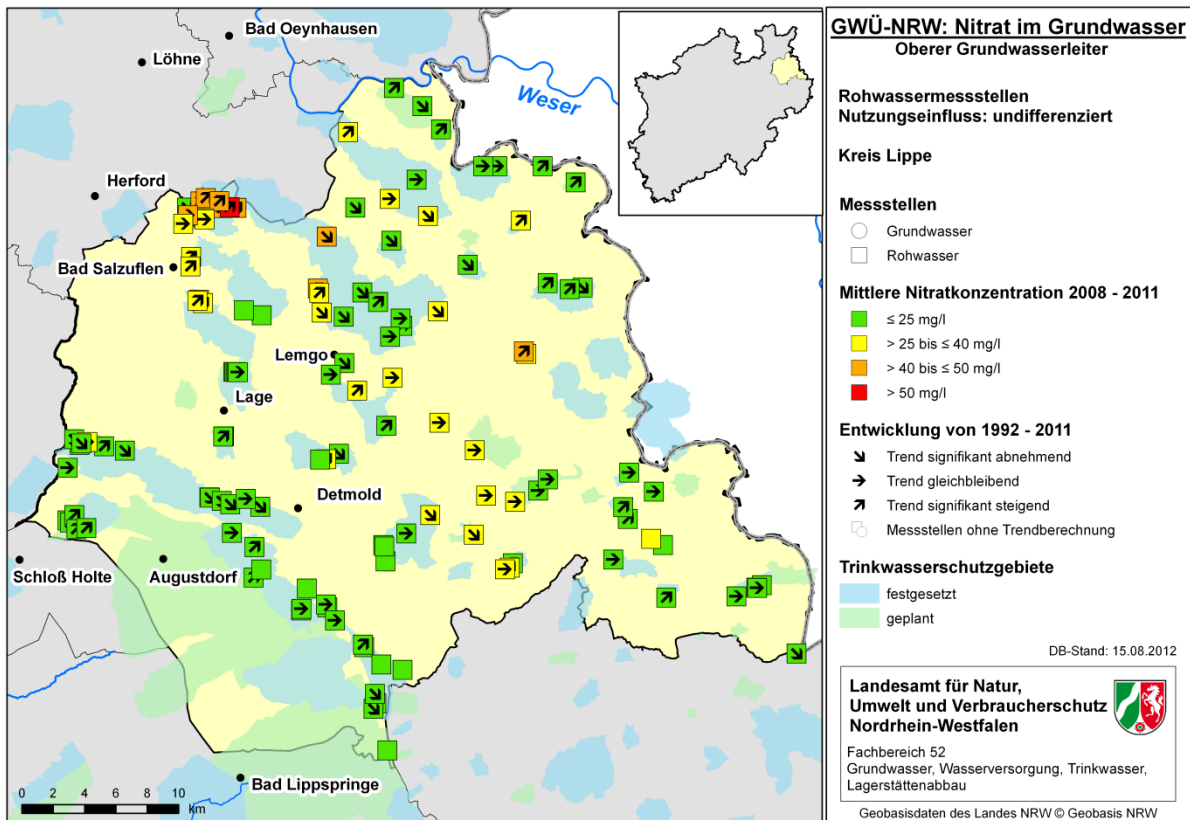 Bad Oeynhausen
Löhne
Weser
Herford
Bad Salzuflen
Lemgo
Lage
Detmold
Schloß Holte
Augustdorf
Bad Lippspringe
0 2 4 6 8 10
km
GWÜ-NRW: Nitrat im Grundwasser
Oberer Grundwasserleiter
Rohwassermessstellen
Nutzungseinfluss: undifferenziert
Kreis Lippe
Messstellen
Grundwasser
Rohwasser
Mittlere Nitratkonzentration 2008 - 2011
≤ 25 mg/l
> 25 bis ≤ 40 mg/l
> 40 bis ≤ 50 mg/l
> 50 mg/l
Entwicklung von 1992 - 2011
Trend signifikant abnehmend
Trend gleichbleibend
Trend signifikant steigend
Messstellen ohne Trendberechnung
Trinkwasserschutzgebiete
festgesetzt
geplant
DB-Stand: 15.08.2012
Landesamt für Natur,
Umwelt und Verbraucherschutz
Nordrhein-Westfalen
Fachbereich 52
Grundwasser, Wasserversorgung, Trinkwasser,
Lagerstättenabbau
Geobasisdaten des Landes NRW © Geobasis NRW